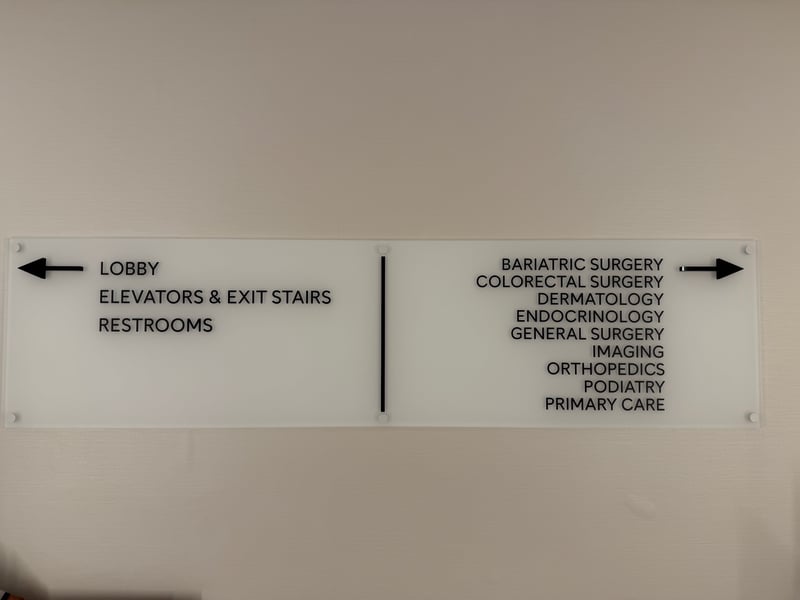 LOBBY
ELEVATORS & EXIT STAIRS
RESTROOMS
BARIATRIC SURGERY
COLORECTAL SURGERY
DERMATOLOGY
ENDOCRINOLOGY
GENERAL SURGERY
IMAGING
ORTHOPEDICS
PODIATRY
PRIMARY CARE